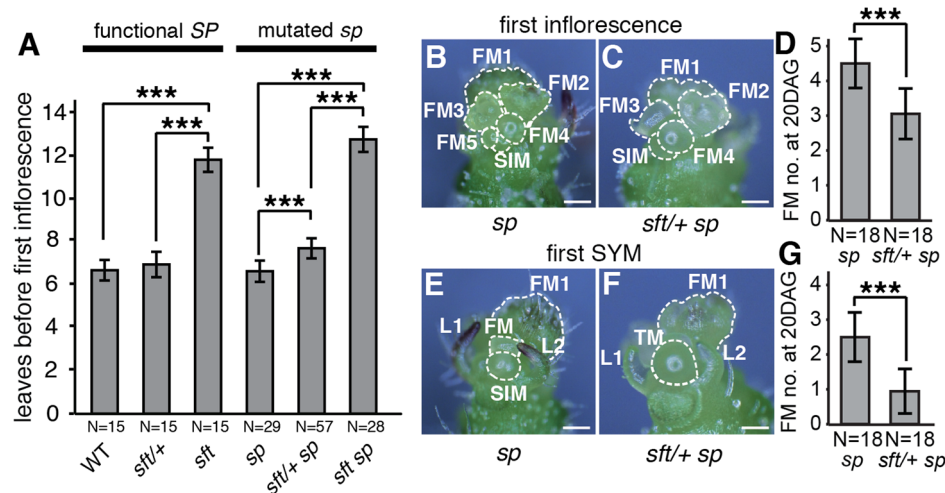 A
functional SP
mutated sp
leaves before first inflorescence
14
12
10
8
6
4
2
0
***
***
***
***
***
N=15
N=15
N=15
N=29
N=57
N=28
WT
sft/+
sft
sp
sft/+ sp
sft sp
first inflorescence
B
FM1
FM2
FM3
FM4
FM5
SIM
sp
C
FM1
FM2
FM3
SIM
FM4
sft/+ sp
D
***
FM no. at 20DAG
5
4
3
2
1
0
N=18
N=18
sp
sft/+ sp
first SYM
E
FM1
L1
FM
L2
SIM
sp
F
FM1
TM
L1
L2
sft/+ sp
G
***
FM no. at 20DAG
4
3
2
1
0
N=18
N=18
sp
sft/+ sp